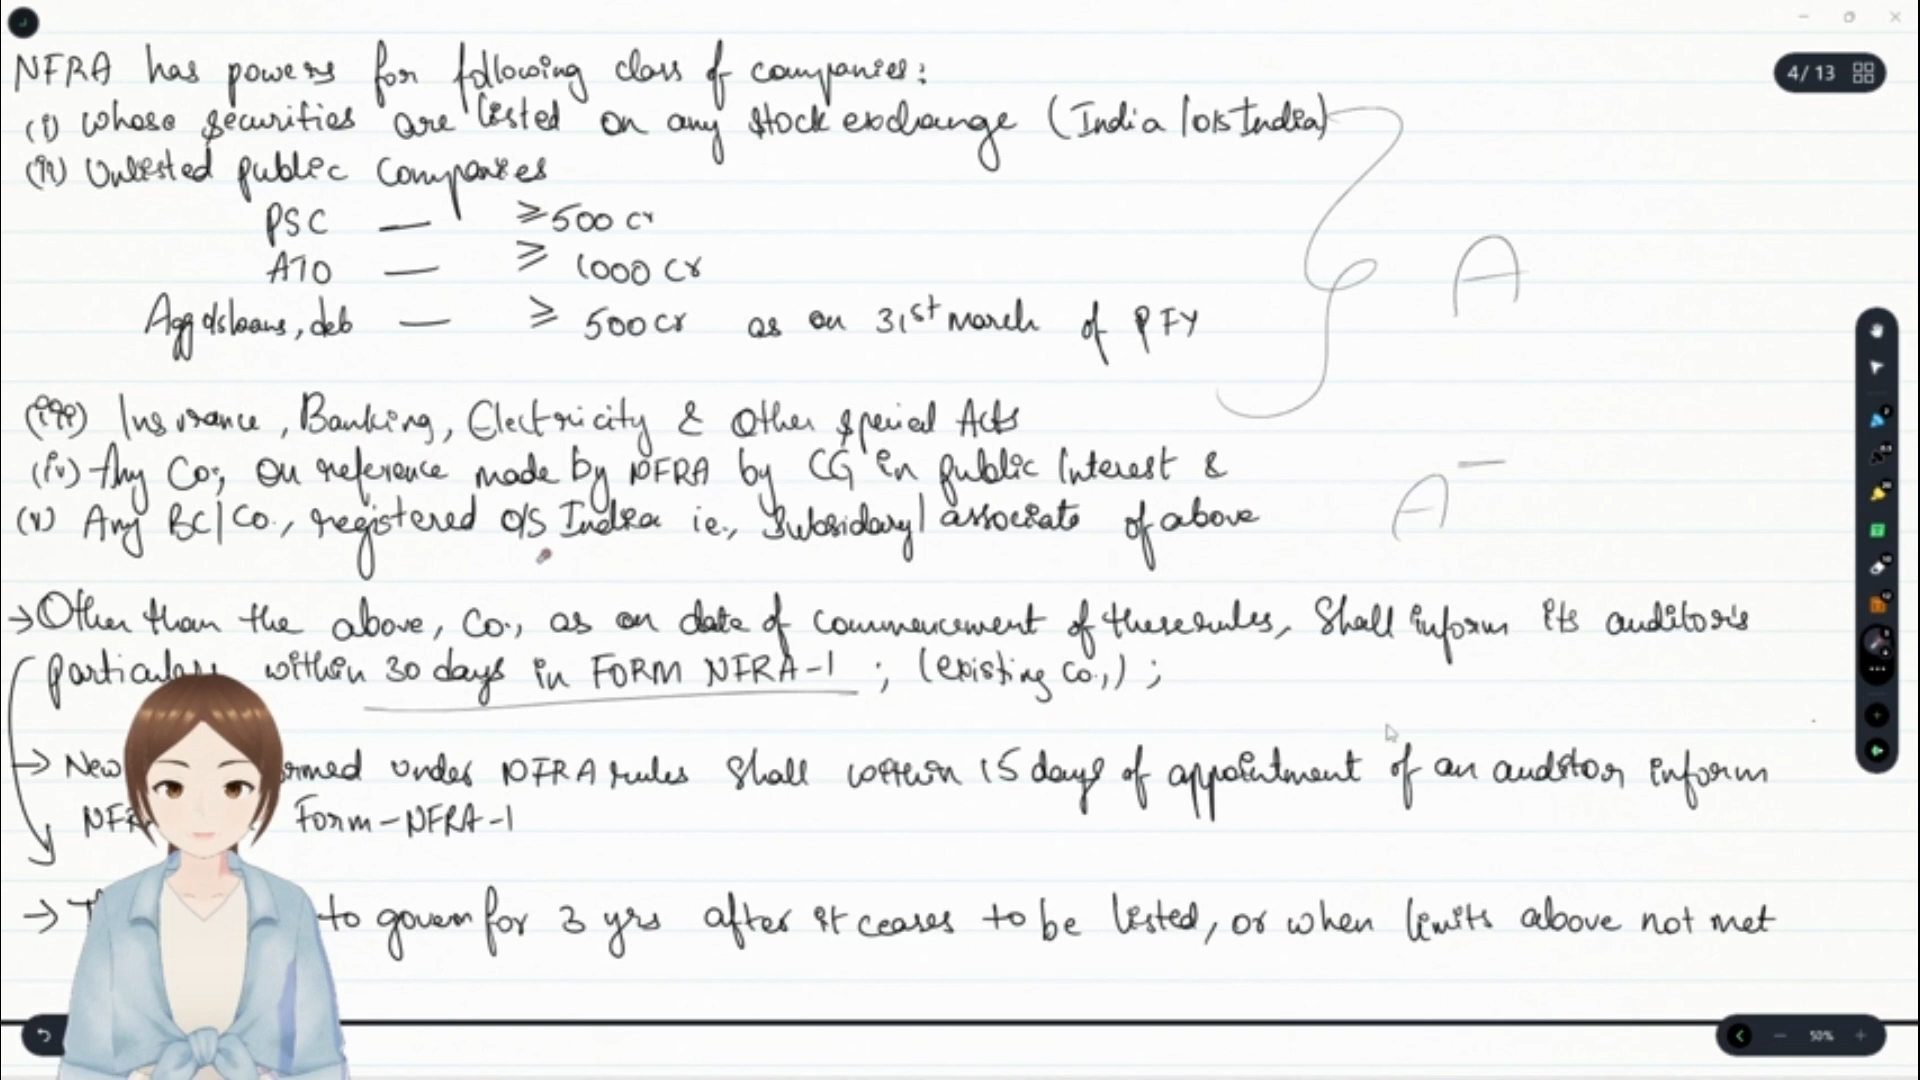 4/13
NFRA has powers for following class of companies:
(i) whose securities are listed on any stock exchange (India/o/s India)
(ii) Unlisted public Companies
PSC — ≥ 500 cr
ATO — ≥ 1000 Cr
Agg o/s loans, deb — ≥ 500 cr as on 31st march of PFY
A
(iii) Insurance, Banking, Electricity & Other special Acts
(iv) Any Co., on reference made by NFRA by CG in public Interest &
(v) Any BC/Co., registered o/s India ie., Subsidary/associate of above
A
→ Other than the above, Co., as on date of commencement of these rules, Shall inform its auditor's
particulars within 30 days in FORM NFRA-1 ; (existing co.,) ;
→ New under NFRA rules Shall within 15 days of appointment of an auditor inform
Form-NFRA-1
→ to govern for 3 yrs after it ceases to be listed, or when limits above not met
50%